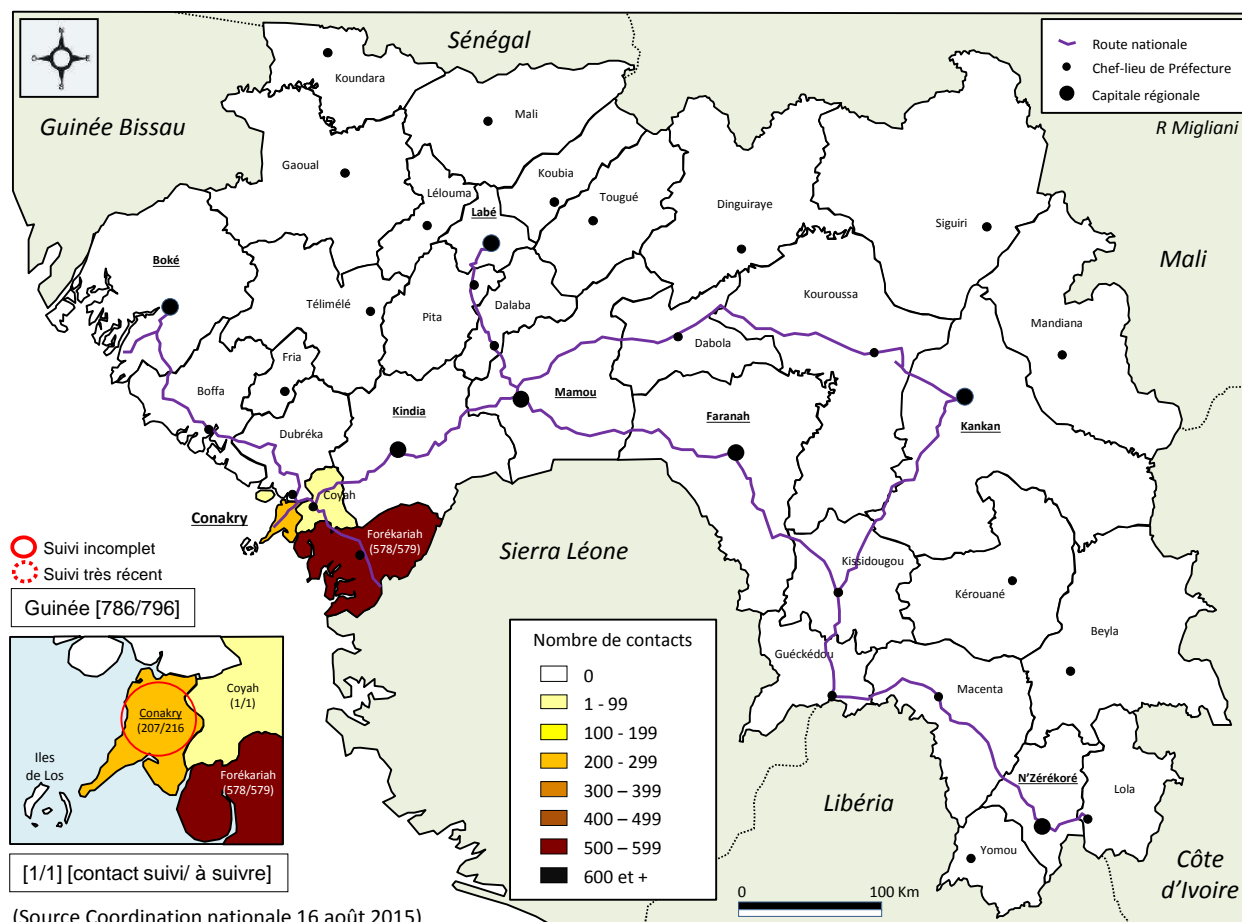 Sénégal
Koundara
Route nationale
Chef-lieu de Préfecture
Capitale régionale
Guinée Bissau
Mali
R Migliani
Gaoual
Koubia
Lélouma
Tougué
Labé
Dinguiraye
Siguiri
Boké
Mali
Télimélé
Pita
Dalaba
Kouroussa
Mandiana
Fria
Dabola
Boffa
Kindia
Mamou
Faranah
Kankan
Dubréka
Coyah
Conakry
Forékariah
(578/579)
Sierra Léone
Suivi incomplet
Suivi très récent
Kissidougou
Kérouané
Guinée [786/796]
Beyla
Guéckédou
Macenta
Nombre de contacts
0
1 - 99
100 - 199
200 - 299
300 – 399
400 – 499
500 – 599
600 et +
Coyah
(1/1)
Conakry
(207/216
Iles
de Los
Forékariah
(578/579)
N'Zérékoré
Lola
Libéria
Yomou
Côte
d'Ivoire
[1/1] [contact suivi/ à suivre]
0
100 Km
(Source Coordination nationale 16 août 2015)